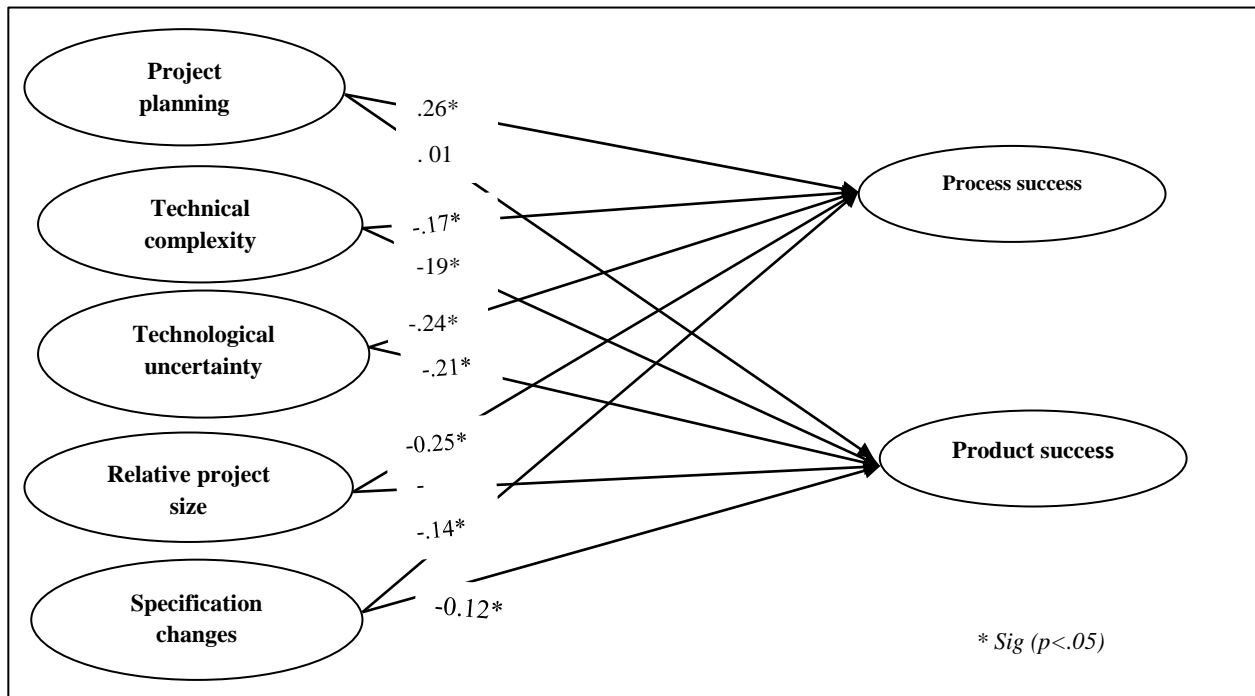 Project
planning
.26*
. 01
Process success
Technical
complexity
-.17*
-19*
Technological
uncertainty
-.24*
-.21*
Product success
Relative project
size
-0.25*
-
-.14*
Specification
changes
-0.12*
* Sig (p<.05)